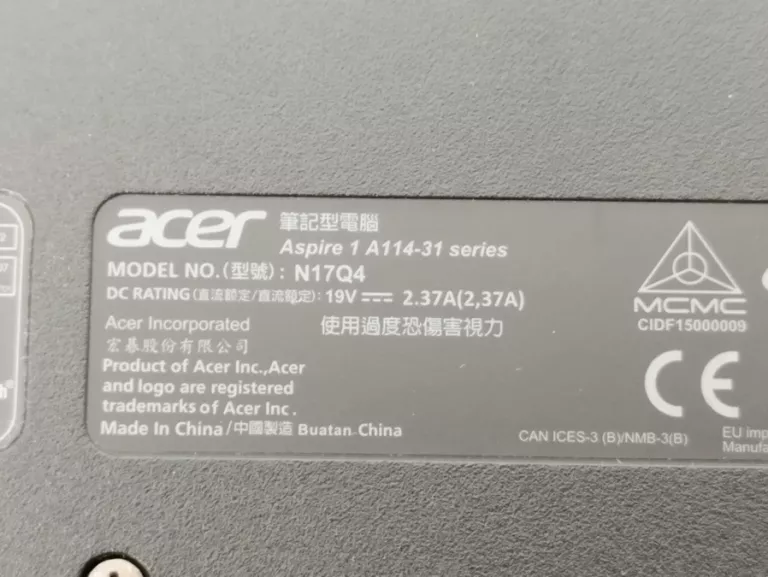 acer 筆記型電腦
Aspire 1 A114-31 series
MODEL NO.(型號): N17Q4
DC RATING(直流額定/直流額定): 19V⎓ 2.37A(2,37A)
Acer Incorporated 使用過度恐傷害視力
宏碁股份有限公司
Product of Acer Inc.,Acer
and logo are registered
trademarks of Acer Inc.
Made In China/中國製造 Buatan China
MCMC
CIDF15000009
CE
CAN ICES-3 (B)/NMB-3(B)
EU imp
Manufa